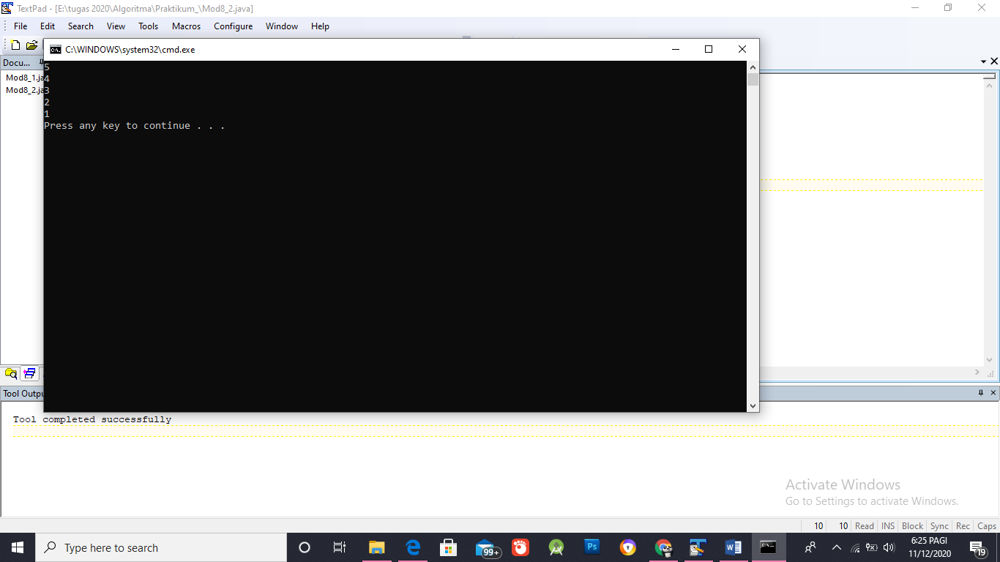 TextPad - [E:\tugas 2020\Algoritma\Praktikum_\Mod8_2.java]
File Edit Search View Tools Macros Configure Window Help
C:\WINDOWS\system32\cmd.exe
Docu...
Mod8_1.ja
Mod8_2.ja
5
4
3
2
1
Press any key to continue . . .
Tool Outpu
Tool completed successfully
Activate Windows
Go to Settings to activate Windows.
10 10 Read INS Block Sync Rec Caps
Type here to search
99+
Ps
6:25 PAGI
11/12/2020
19